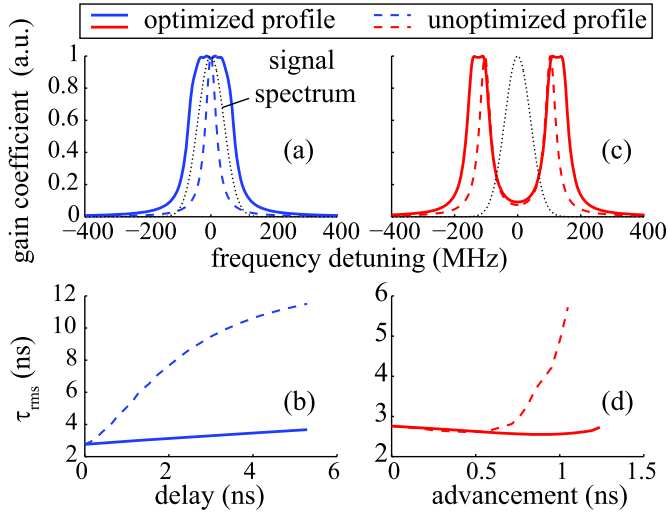 optimized profile unoptimized profile
gain coefficient (a.u.)
1
0.8
0.6
0.4
0.2
0
signal
spectrum
(a)
(c)
−400 −200 0 200 400
−400 −200 0 200 400
frequency detuning (MHz)
τrms (ns)
12
10
8
6
4
2
(b)
0 2 4 6
delay (ns)
6
5
4
3
2
(d)
0 0.5 1 1.5
advancement (ns)